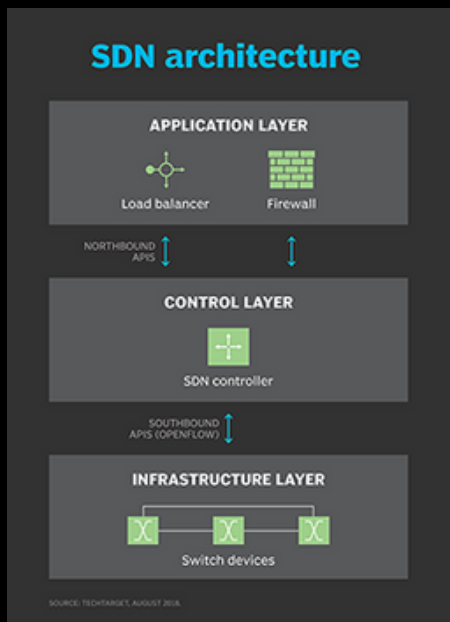 SDN architecture
APPLICATION LAYER
Load balancer
Firewall
NORTHBOUND
APIS
CONTROL LAYER
SDN controller
SOUTHBOUND
APIS (OPENFLOW)
INFRASTRUCTURE LAYER
Switch devices
SOURCE: TECHTARGET, AUGUST 2018.